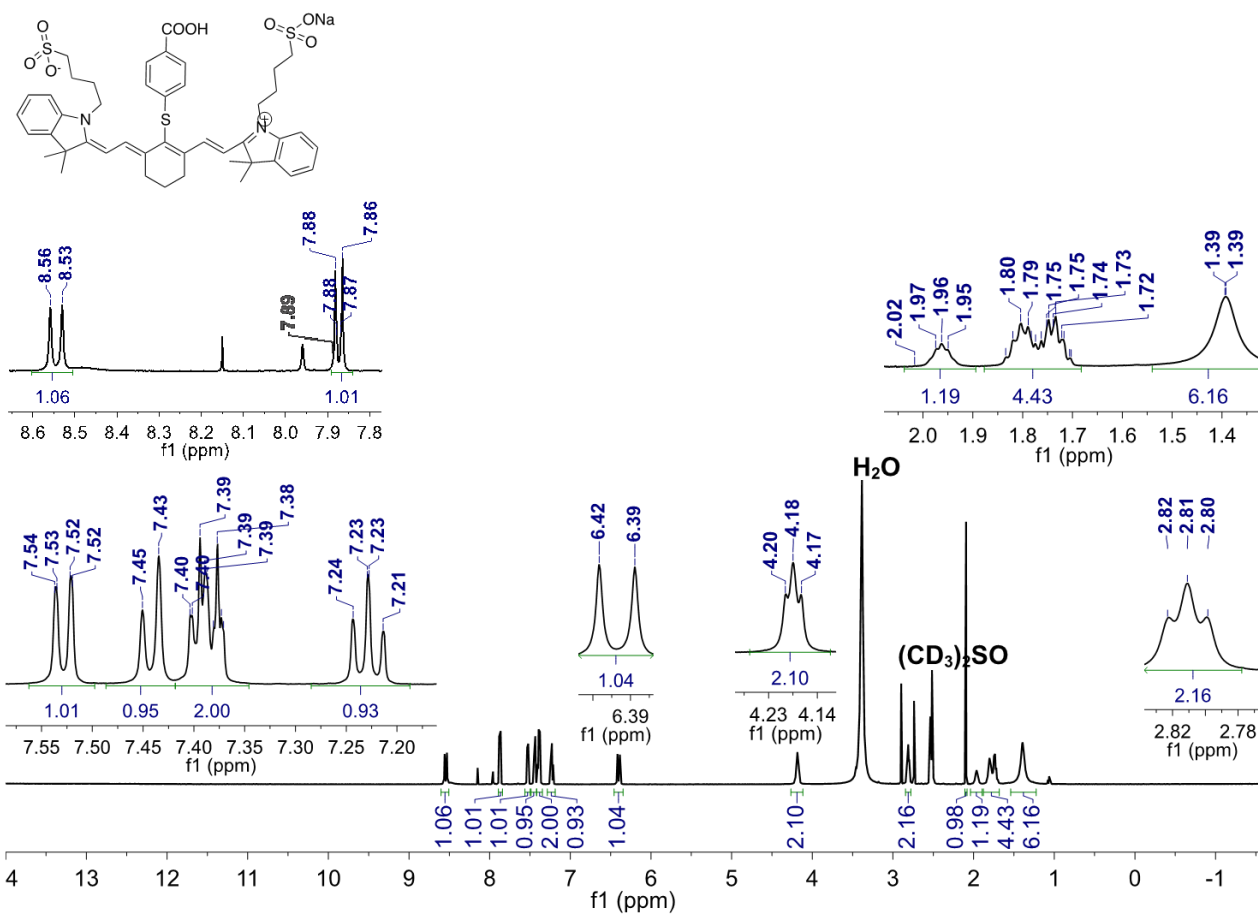 COOH
ONa
S
O
O
O
S
O
O-
S
N
N
+
8.56
8.53
7.89
7.88
7.88
7.87
7.86
1.06
1.01
8.6 8.5 8.4 8.3 8.2 8.1 8.0 7.9 7.8
f1 (ppm)
2.02
1.97
1.96
1.95
1.80
1.79
1.75
1.75
1.74
1.73
1.72
1.39
1.39
1.19
4.43
6.16
2.0 1.9 1.8 1.7 1.6 1.5 1.4
f1 (ppm)
7.54
7.53
7.52
7.52
7.45
7.43
7.40
7.40
7.39
7.39
7.39
7.38
7.24
7.23
7.23
7.21
1.01
0.95
2.00
0.93
7.55 7.50 7.45 7.40 7.35 7.30 7.25 7.20
f1 (ppm)
6.42
6.39
1.04
6.39
f1 (ppm)
4.20
4.18
4.17
2.10
4.23 4.14
f1 (ppm)
H2O
(CD3)2SO
2.82
2.81
2.80
2.16
2.82 2.78
f1 (ppm)
1.06
1.01
1.01
0.95
2.00
0.93
1.04
2.10
2.16
0.98
1.19
4.43
6.16
4 13 12 11 10 9 8 7 6 5 4 3 2 1 0 -1
f1 (ppm)